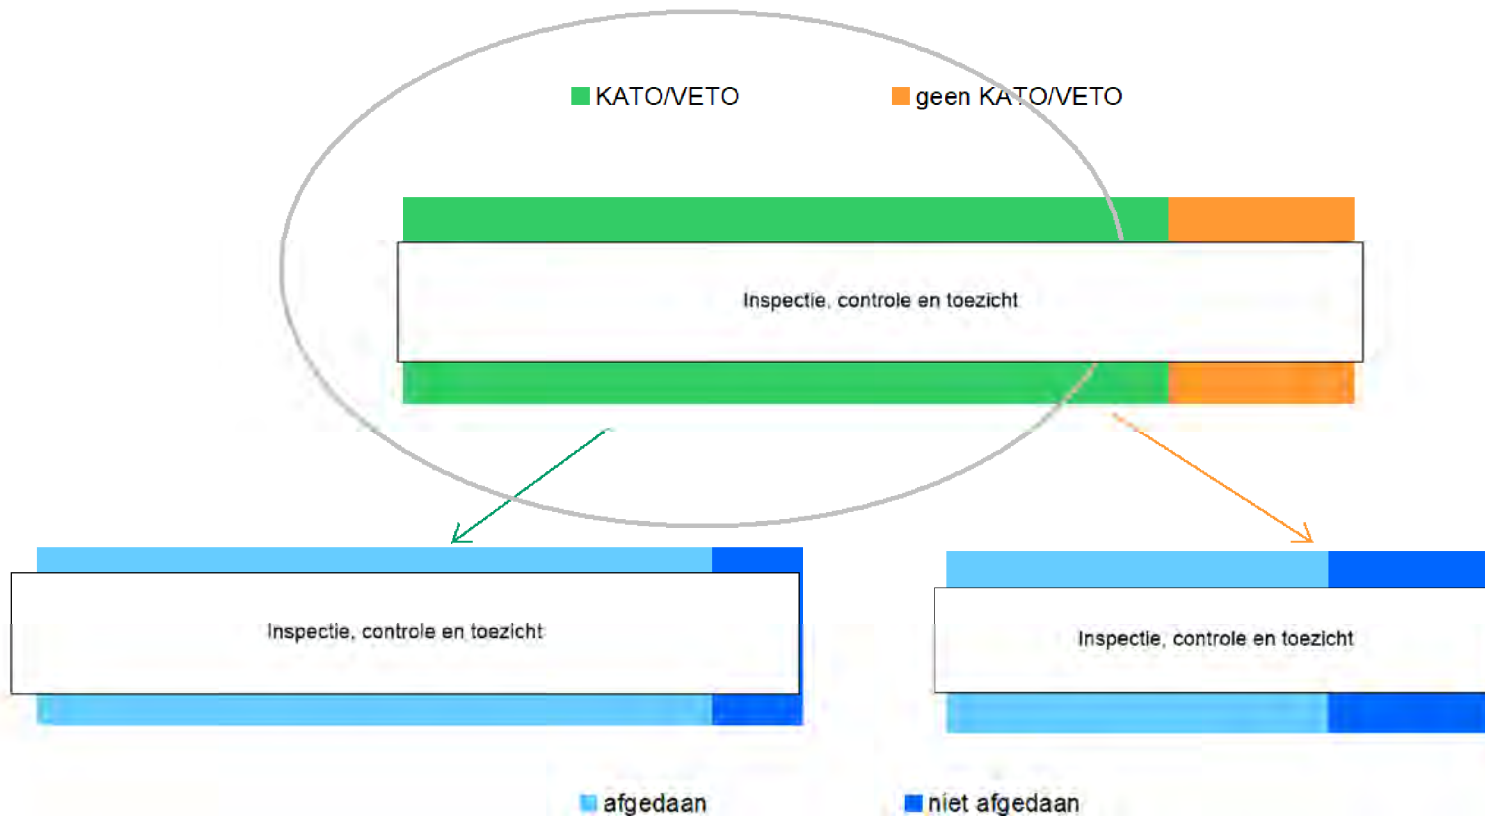 KATO/VETO
geen KATO/VETO
Inspectie, controle en toezicht
Inspectie, controle en toezicht
Inspectie, controle en toezicht
afgedaan
niet afgedaan